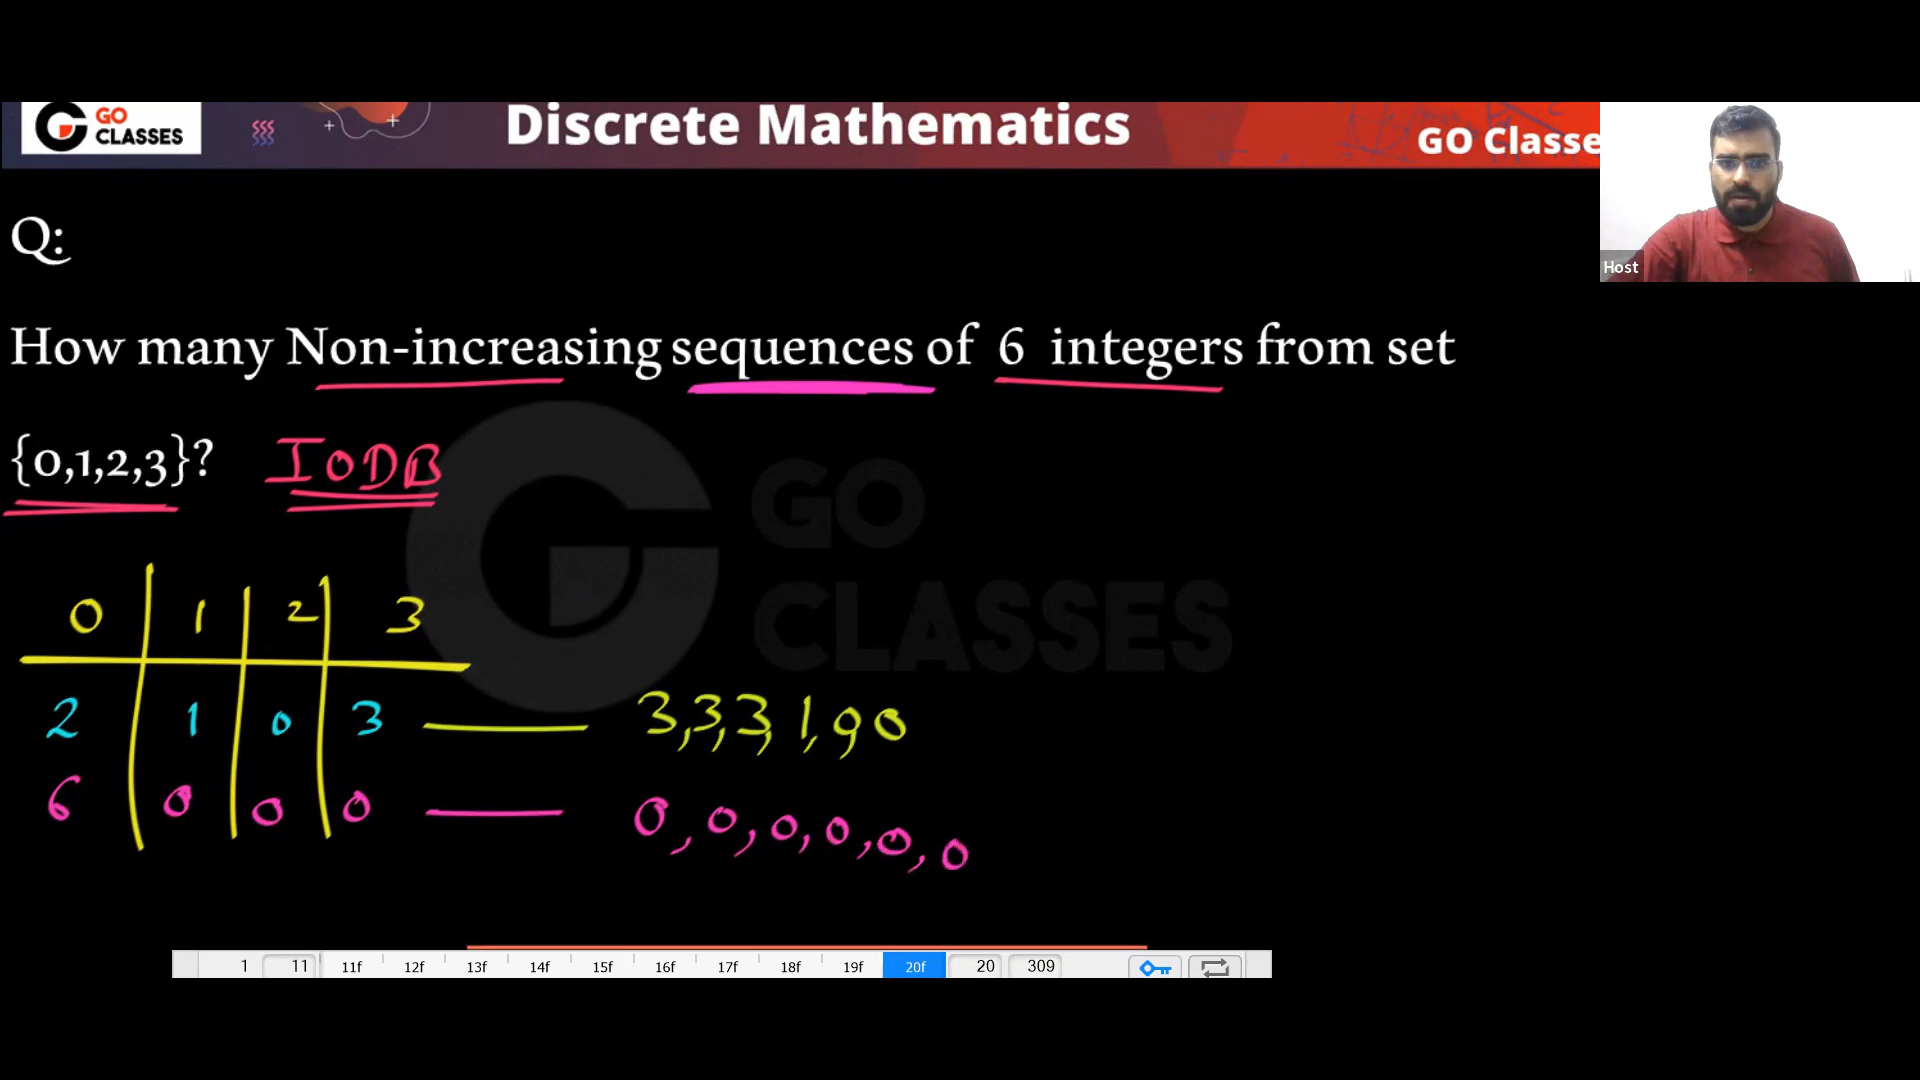 GO
CLASSES
Discrete Mathematics
GO Classe
Host
Q:
How many Non-increasing sequences of 6 integers from set
{0,1,2,3}? IODB
GO
CLASSES
0 1 2 3
2 1 0 3 — 3,3,3,1,0,0
6 0 0 0 — 0,0,0,0,0,0
1 11 11f 12f 13f 14f 15f 16f 17f 18f 19f 20f 20 309